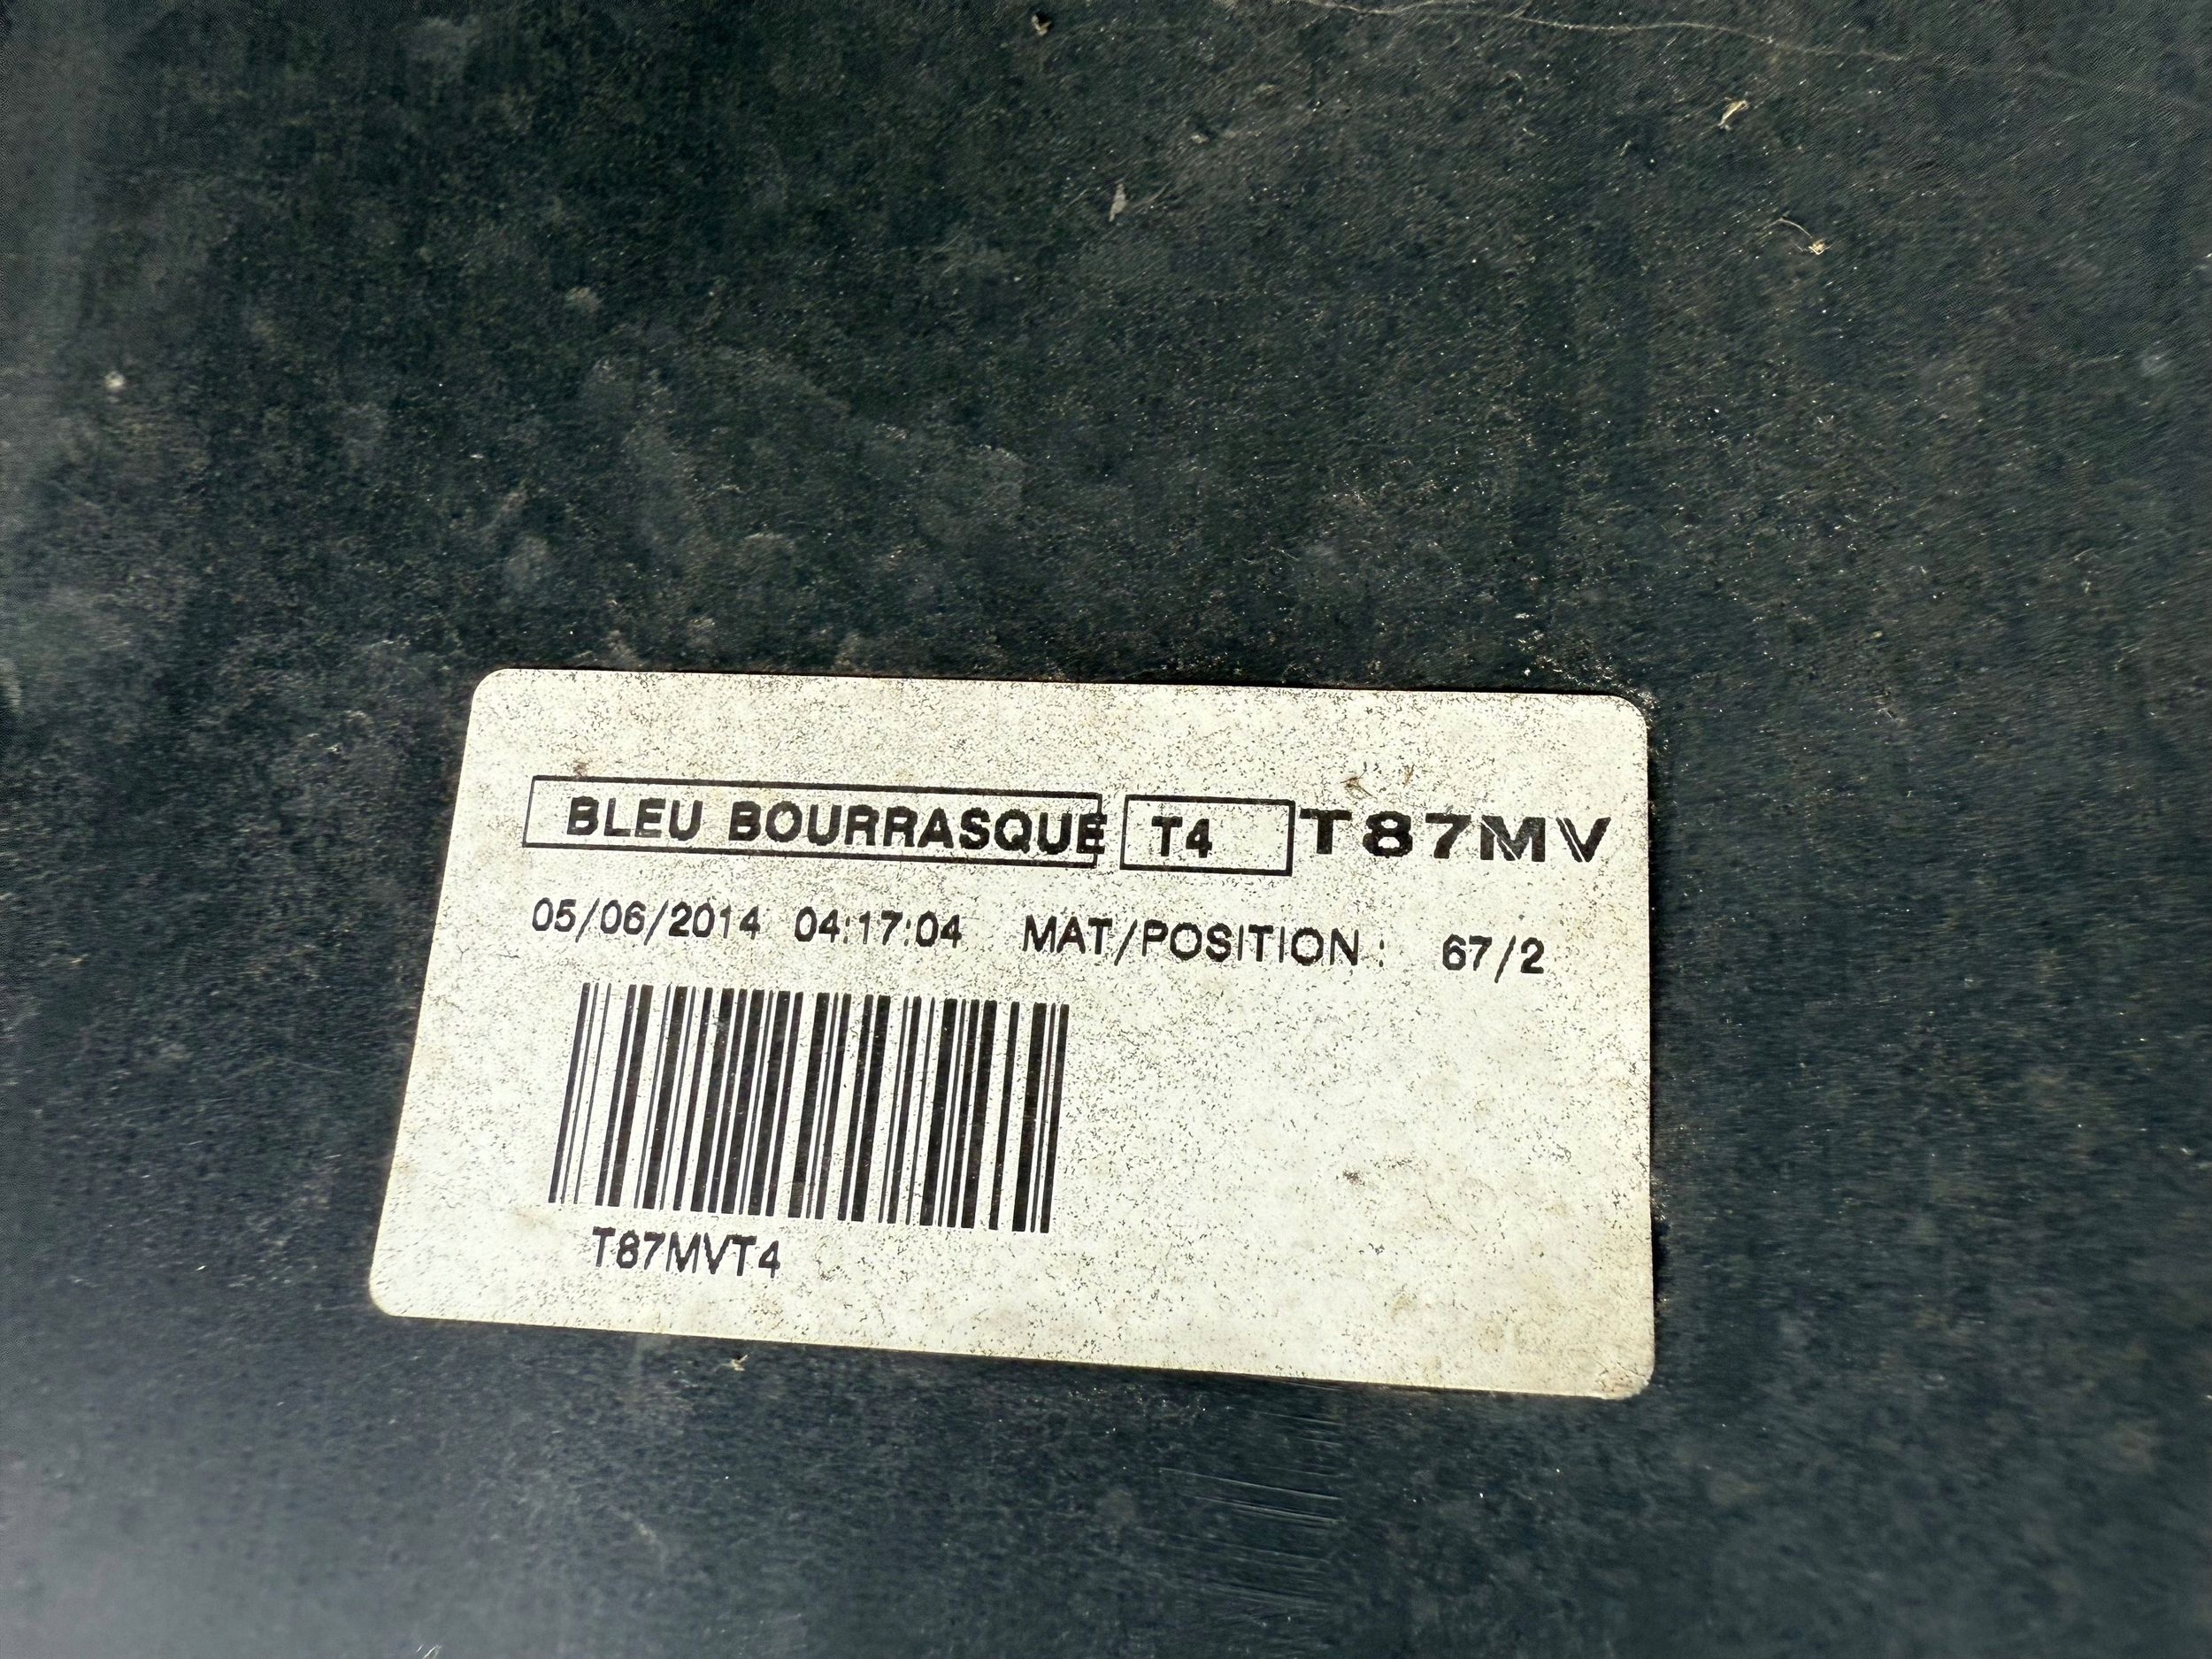 BLEU BOURRASQUE T4 T87MV
05/06/2014 04:17:04 MAT/POSITION : 67/2
T87MVT4